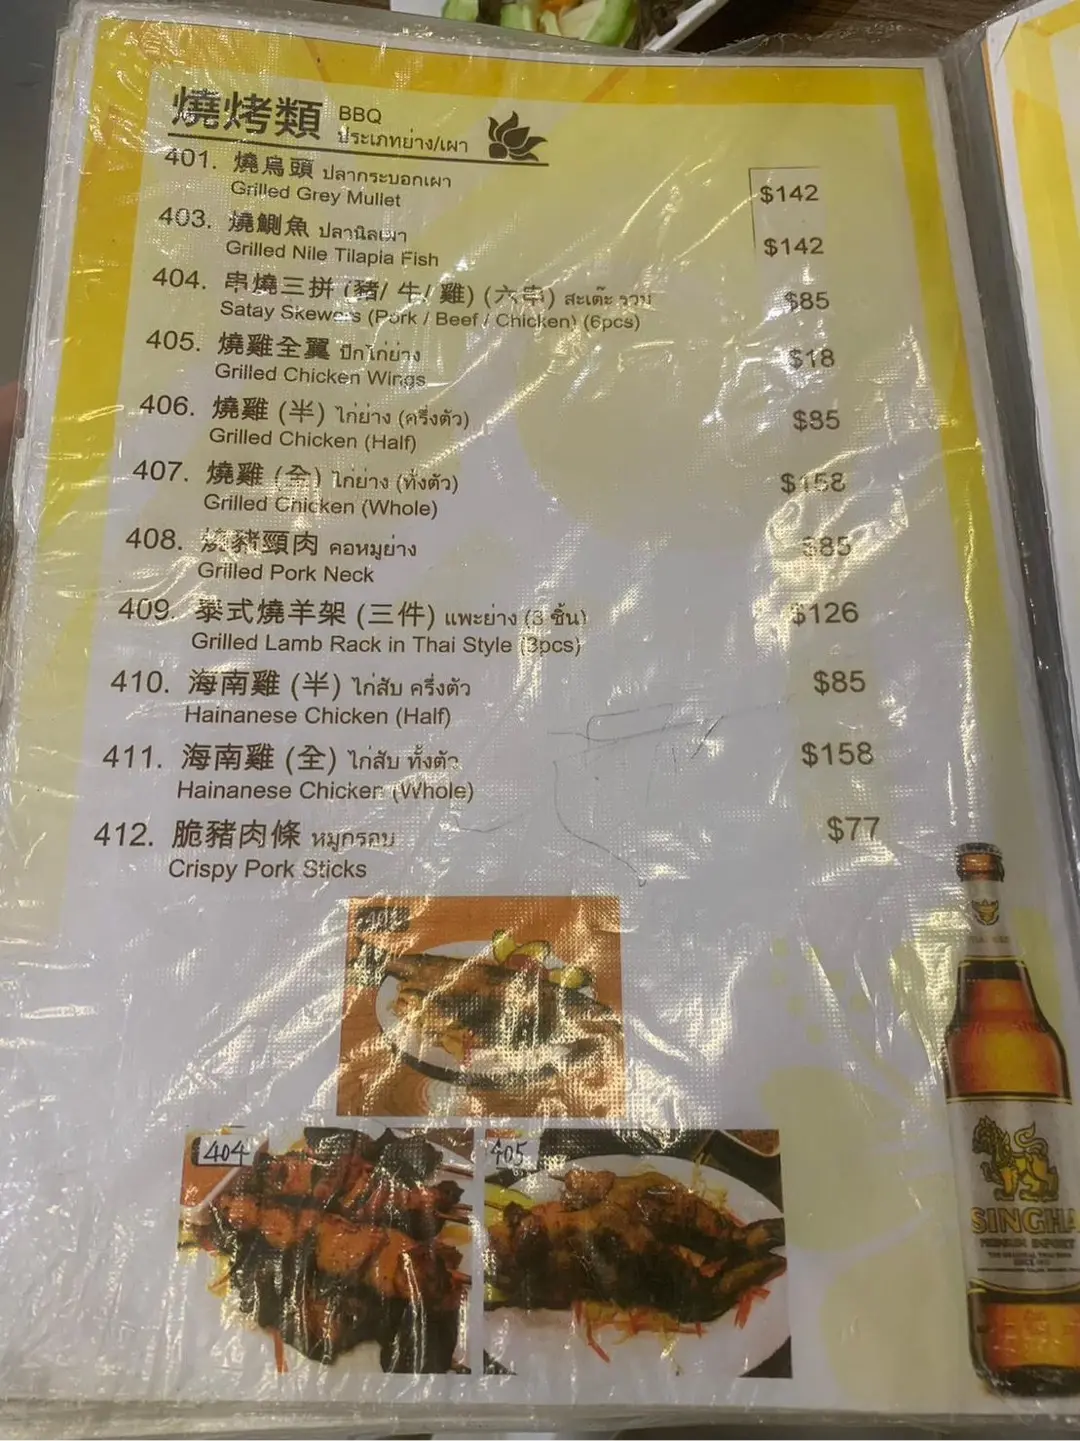 燒烤類 BBQ
ประเภทย่าง/เผา
401. 燒烏頭 ปลากระบอกเผา
Grilled Grey Mullet $142
403. 燒鰂魚 ปลานิลเผา
Grilled Nile Tilapia Fish $142
404. 串燒三拼 (豬/ 牛/ 雞) (六串) สะเต๊ะ รวม $85
Satay Skewers (Pork / Beef / Chicken) (6pcs)
405. 燒雞全翼 ปีกไก่ย่าง $18
Grilled Chicken Wings
406. 燒雞 (半) ไก่ย่าง (ครึ่งตัว) $85
Grilled Chicken (Half)
407. 燒雞 (全) ไก่ย่าง (ทั้งตัว) $158
Grilled Chicken (Whole)
408. 燒豬頸肉 คอหมูย่าง $85
Grilled Pork Neck
409. 泰式燒羊架 (三件) แพะย่าง (3 ชิ้น) $126
Grilled Lamb Rack in Thai Style (3pcs)
410. 海南雞 (半) ไก่สับ ครึ่งตัว $85
Hainanese Chicken (Half)
411. 海南雞 (全) ไก่สับ ทั้งตัว $158
Hainanese Chicken (Whole)
412. 脆豬肉條 หมูกรอบ $77
Crispy Pork Sticks
404
405
SINGHA
PREMIUM IMPORT